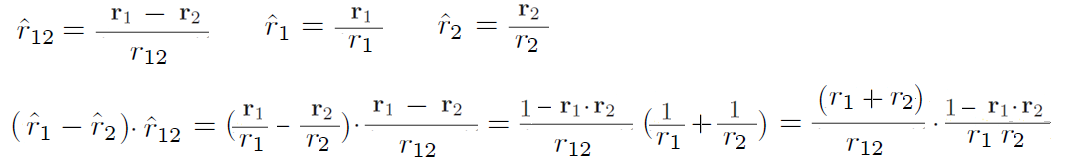 r̂₁₂ = (𝐫₁ − 𝐫₂)/r₁₂    r̂₁ = 𝐫₁/r₁    r̂₂ = 𝐫₂/r₂
(r̂₁ − r̂₂)·r̂₁₂ = (𝐫₁/r₁ − 𝐫₂/r₂)·(𝐫₁ − 𝐫₂)/r₁₂ = (1 − 𝐫₁·𝐫₂)/r₁₂ (1/r₁ + 1/r₂) = (r₁ + r₂)/r₁₂ · (1 − 𝐫₁·𝐫₂)/(r₁ r₂)